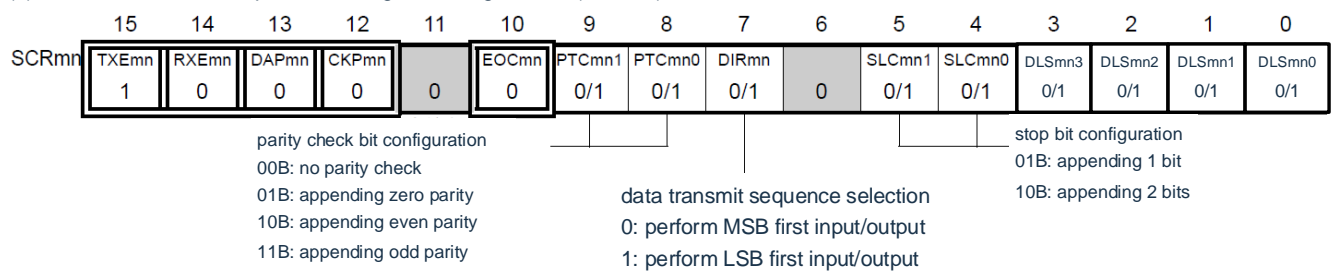 15 14 13 12 11 10 9 8 7 6 5 4 3 2 1 0
SCRmn TXEmn RXEmn DAPmn CKPmn EOCmn PTCmn1 PTCmn0 DIRmn SLCmn1 SLCmn0 DLSmn3 DLSmn2 DLSmn1 DLSmn0
1 0 0 0 0 0 0/1 0/1 0/1 0 0/1 0/1 0/1 0/1 0/1 0/1
parity check bit configuration
00B: no parity check
01B: appending zero parity
10B: appending even parity
11B: appending odd parity
data transmit sequence selection
0: perform MSB first input/output
1: perform LSB first input/output
stop bit configuration
01B: appending 1 bit
10B: appending 2 bits